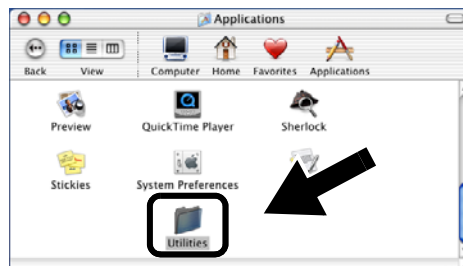 Applications
Back View Computer Home Favorites Applications
Preview QuickTime Player Sherlock
Stickies System Preferences
Utilities